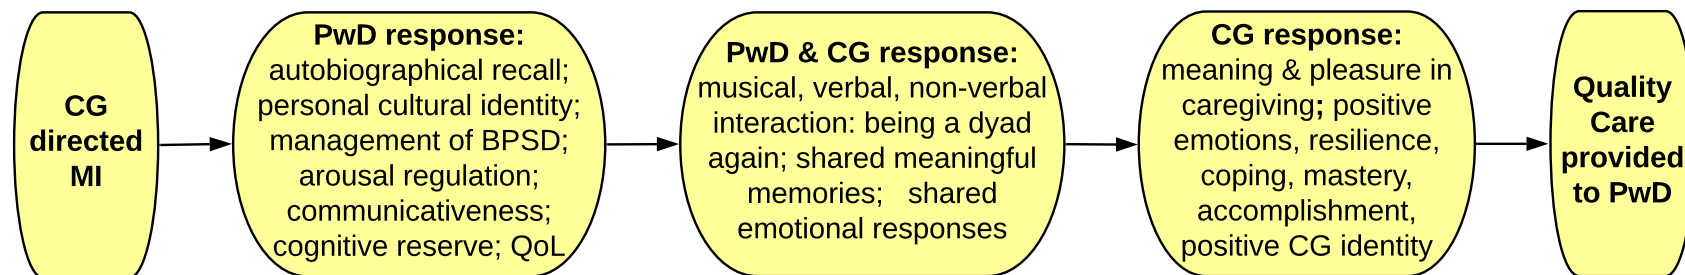 CG
directed
MI
PwD response:
autobiographical recall;
personal cultural identity;
management of BPSD;
arousal regulation;
communicativeness;
cognitive reserve; QoL
PwD & CG response:
musical, verbal, non-verbal
interaction: being a dyad
again; shared meaningful
memories;   shared
emotional responses
CG response:
meaning & pleasure in
caregiving; positive
emotions, resilience,
coping, mastery,
accomplishment,
positive CG identity
Quality
Care
provided
to PwD